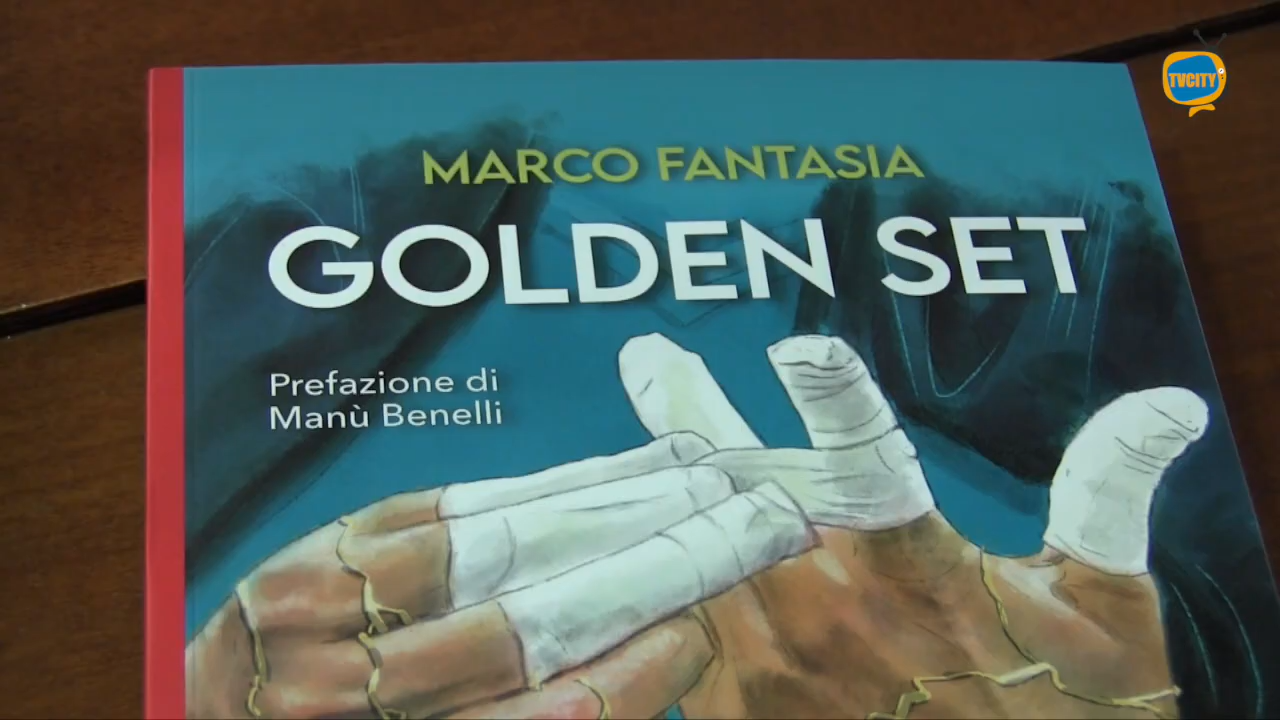 TVCITY
MARCO FANTASIA
GOLDEN SET
Prefazione di
Manù Benelli